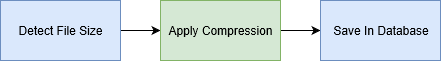 Detect File Size
Apply Compression
Save In Database